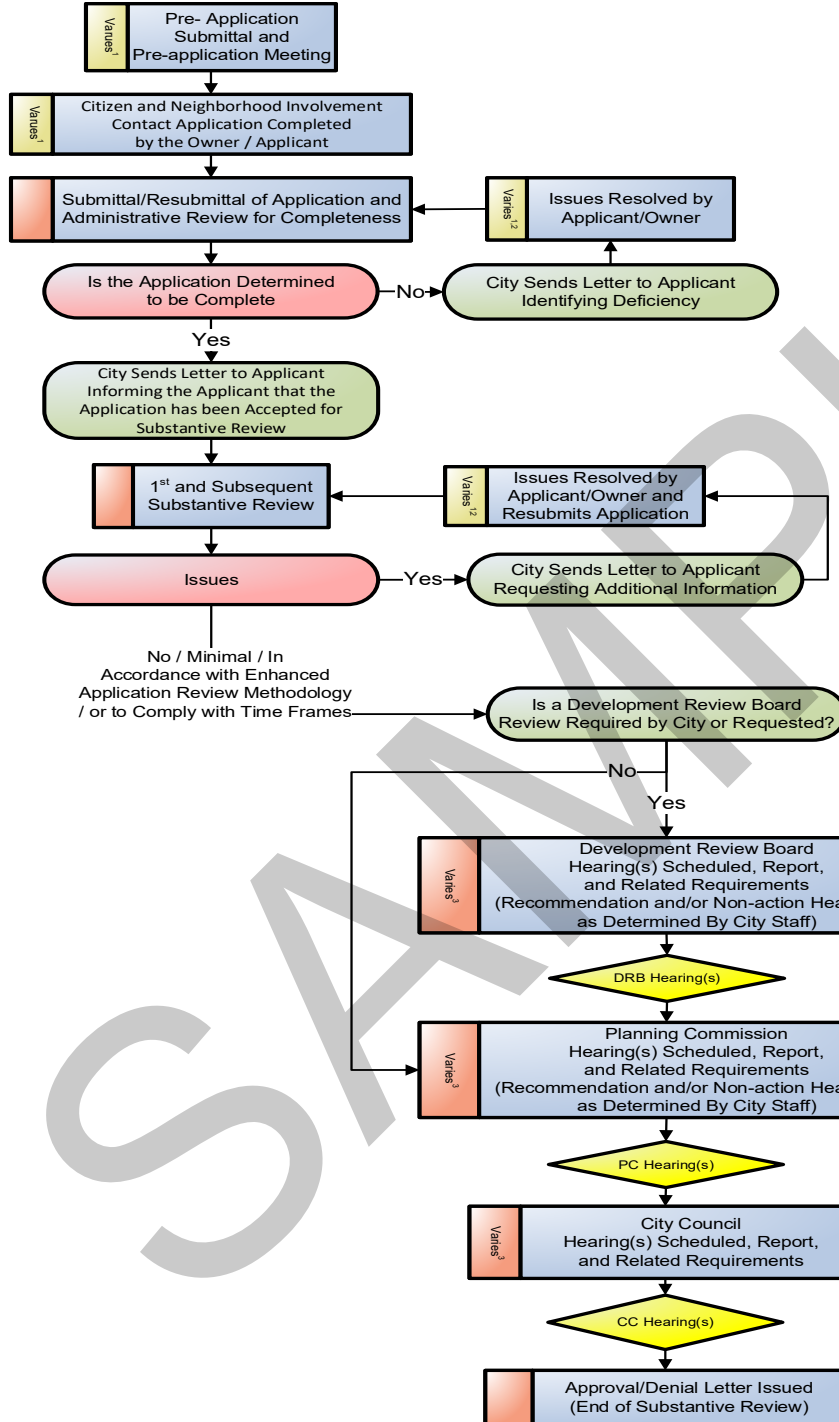 Varues1
Pre- Application
Submittal and
Pre-application Meeting
Varues1
Citizen and Neighborhood Involvement
Contact Application Completed
by the Owner / Applicant
Submittal/Resubmittal of Application and
Administrative Review for Completeness
Varies1,2
Issues Resolved by
Applicant/Owner
Is the Application Determined
to be Complete
No
City Sends Letter to Applicant
Identifying Deficiency
Yes
City Sends Letter to Applicant
Informing the Applicant that the
Application has been Accepted for
Substantive Review
1st and Subsequent
Substantive Review
Varies12
Issues Resolved by
Applicant/Owner and
Resubmits Application
Issues
Yes
City Sends Letter to Applicant
Requesting Additional Information
No / Minimal / In
Accordance with Enhanced
Application Review Methodology
/ or to Comply with Time Frames
Is a Development Review Board
Review Required by City or Requested?
No
Yes
Varies3
Development Review Board
Hearing(s) Scheduled, Report,
and Related Requirements
(Recommendation and/or Non-action Hea
as Determined By City Staff)
DRB Hearing(s)
Varies3
Planning Commission
Hearing(s) Scheduled, Report,
and Related Requirements
(Recommendation and/or Non-action Hea
as Determined By City Staff)
PC Hearing(s)
Varies3
City Council
Hearing(s) Scheduled, Report,
and Related Requirements
CC Hearing(s)
Approval/Denial Letter Issued
(End of Substantive Review)
SAMPL